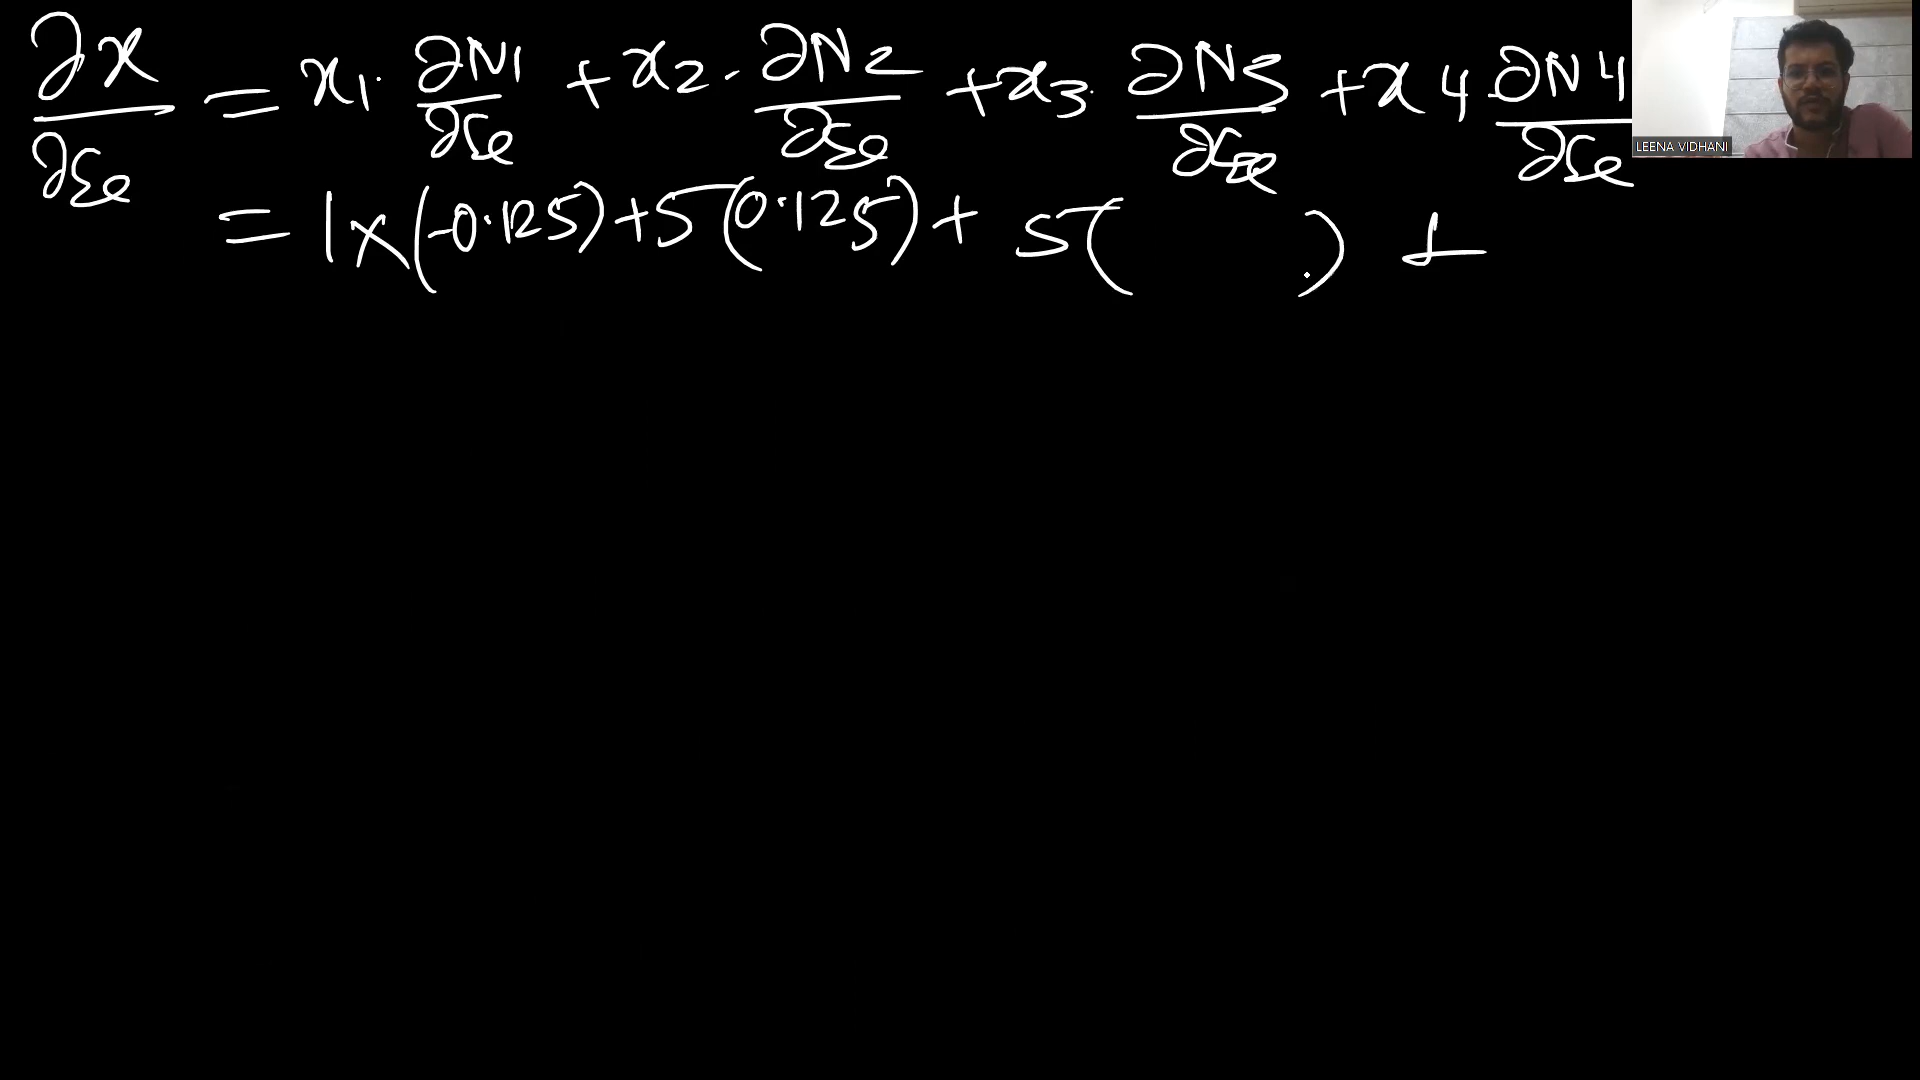 ∂x/∂ξe = x1·∂N1/∂ξe + x2·∂N2/∂ξe + x3·∂N3/∂ξe + x4·∂N4/∂ξe
= 1×(-0.125)+5(0.125)+ 5( ) 1
LEENA VIDHANI